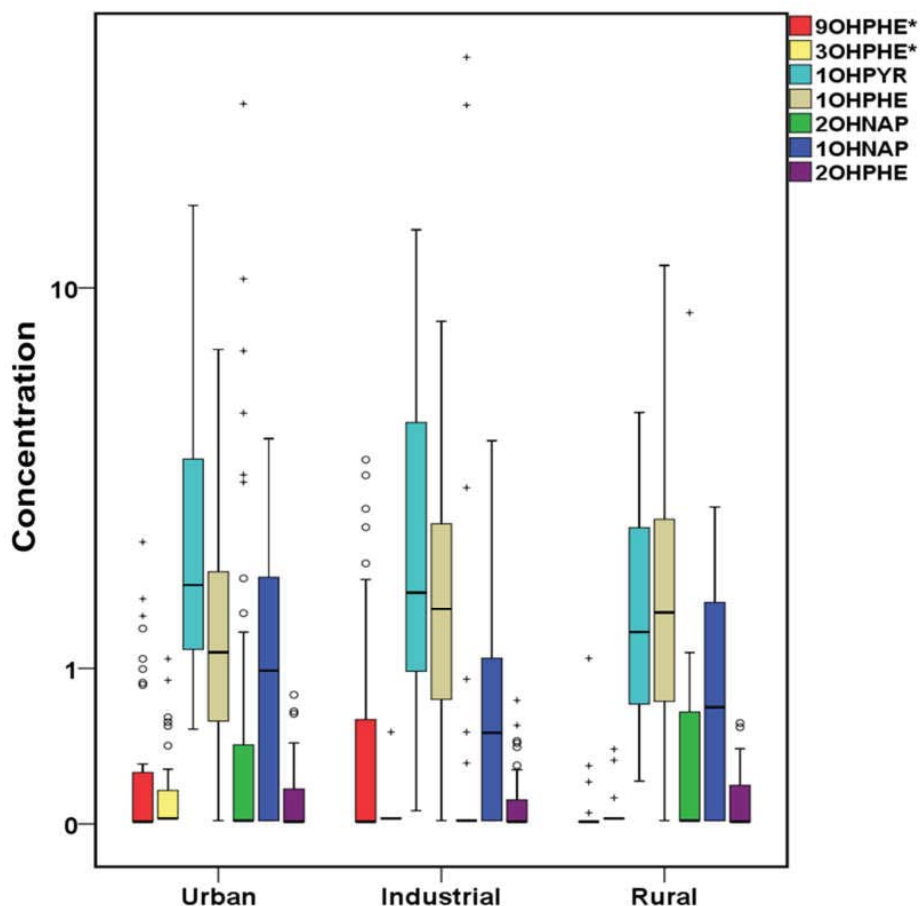 9OHPHE*
3OHPHE*
1OHPYR
1OHPHE
2OHNAP
1OHNAP
2OHPHE
Concentration
10
1
0
Urban Industrial Rural